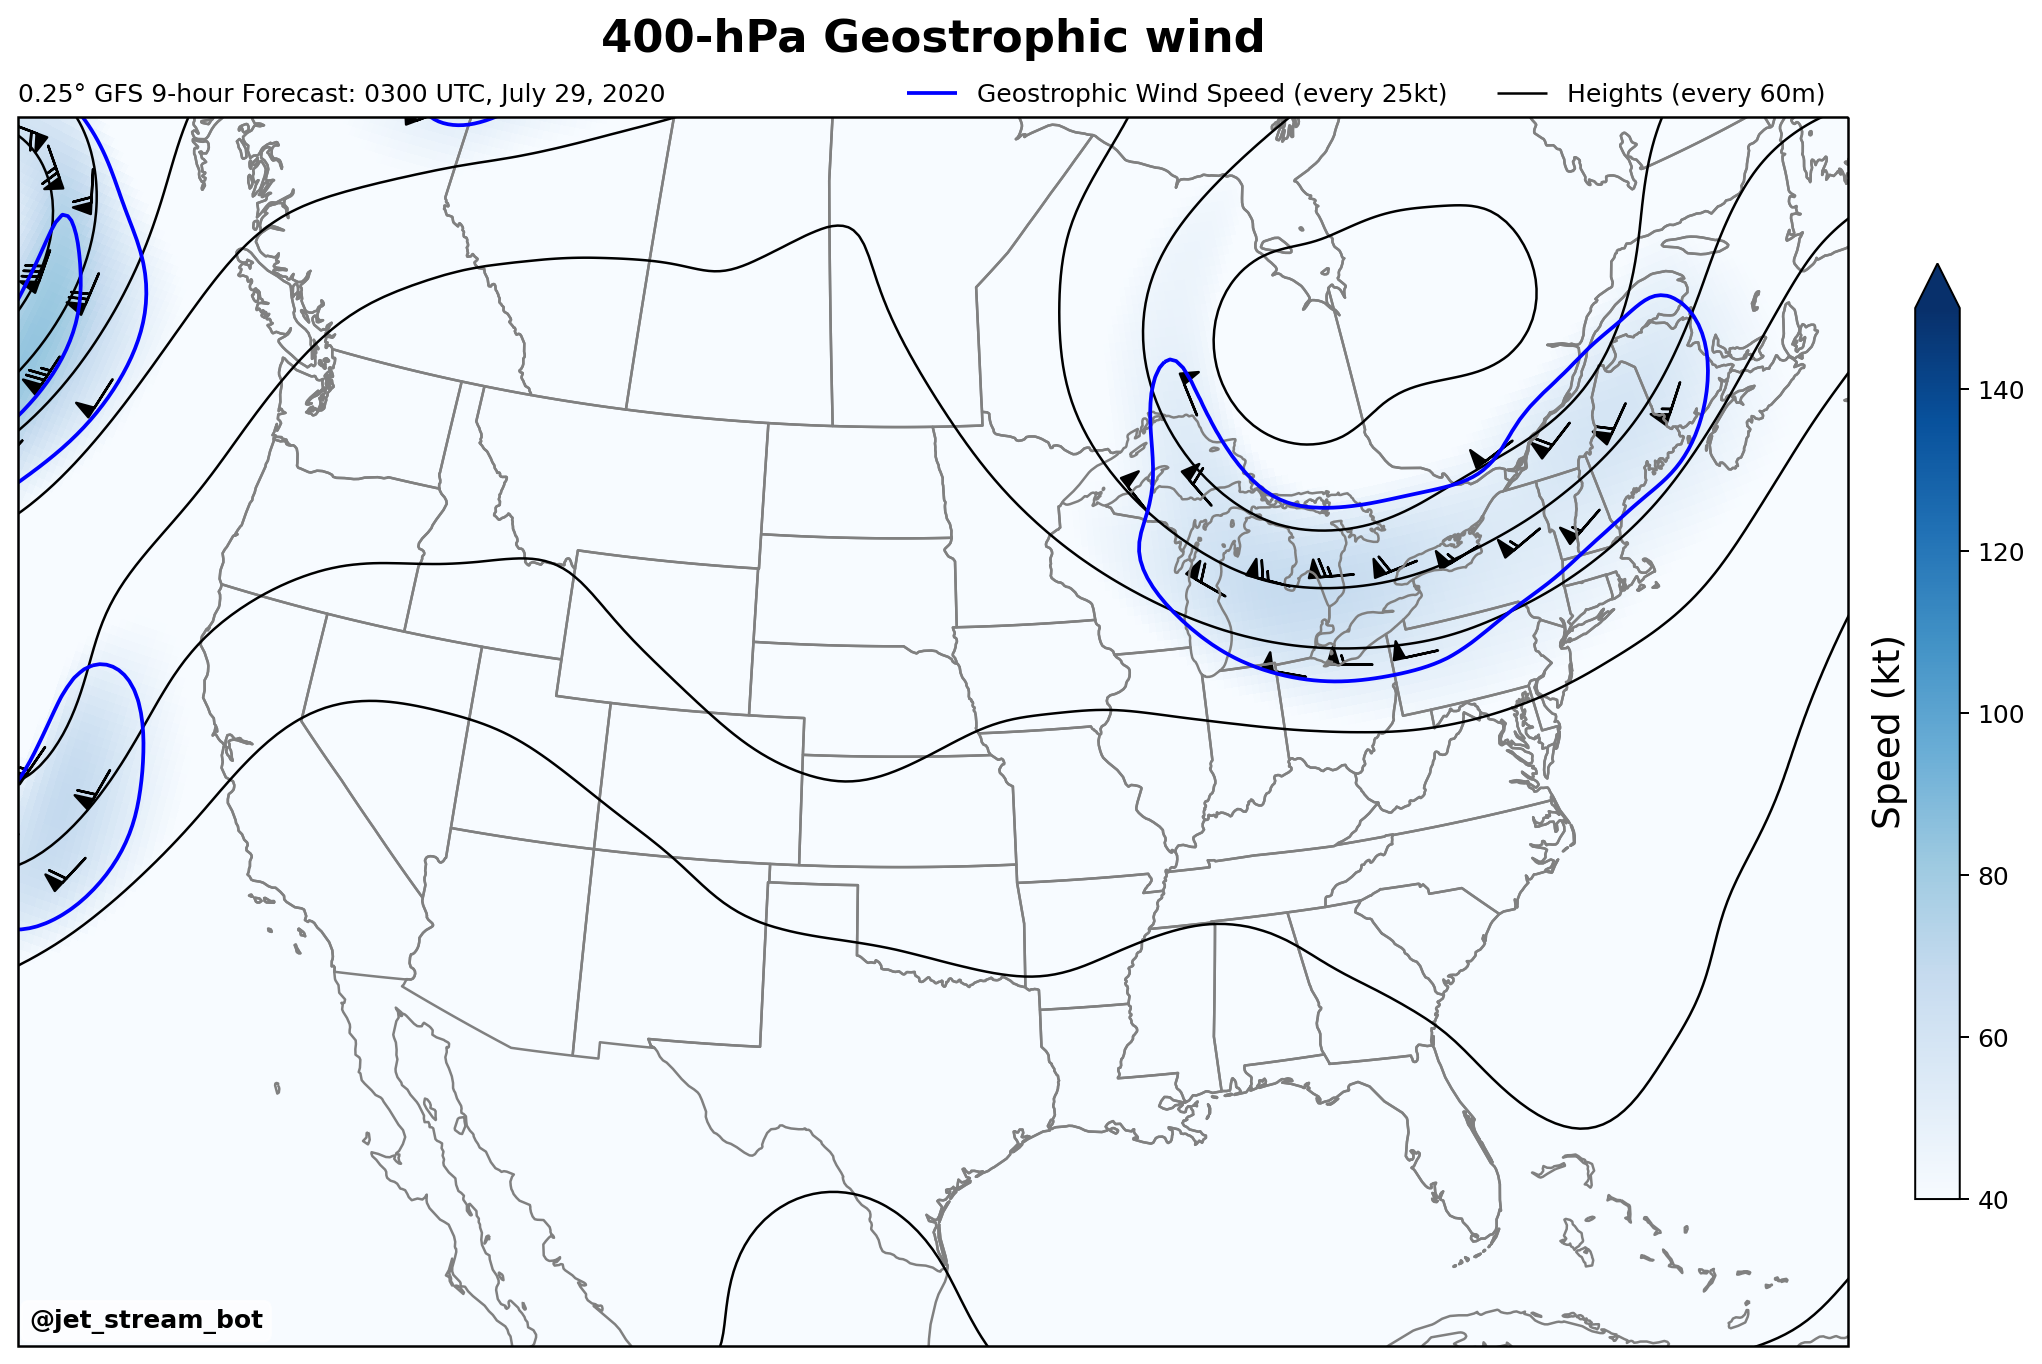 400-hPa Geostrophic wind
0.25° GFS 9-hour Forecast: 0300 UTC, July 29, 2020
Geostrophic Wind Speed (every 25kt)
Heights (every 60m)
140
120
100
80
60
40
Speed (kt)
@jet_stream_bot